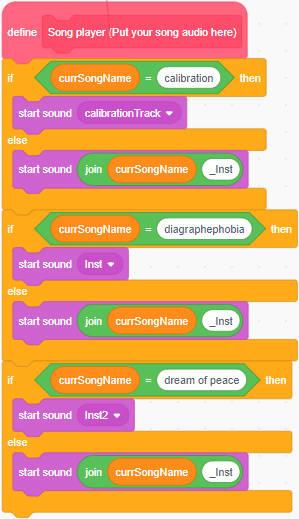 define Song player (Put your song audio here)
if currSongName = calibration then
start sound calibrationTrack
else
start sound join currSongName _Inst
if currSongName = diagraphephobia then
start sound Inst
else
start sound join currSongName _Inst
if currSongName = dream of peace then
start sound Inst2
else
start sound join currSongName _Inst